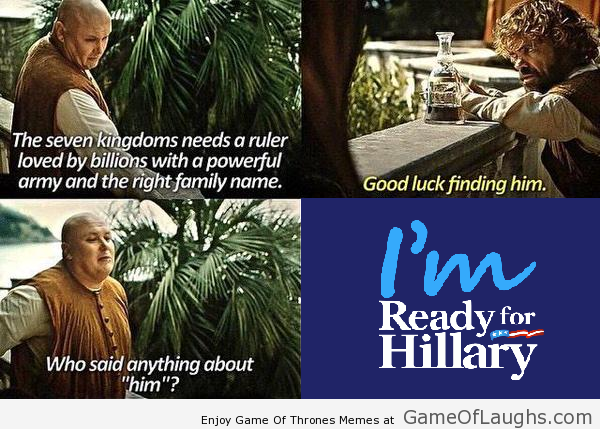 The seven kingdoms needs a ruler
loved by billions with a powerful
army and the right family name.
Good luck finding him.
Who said anything about
"him"?
I'm
Ready for
Hillary
Enjoy Game Of Thrones Memes at GameOfLaughs.com